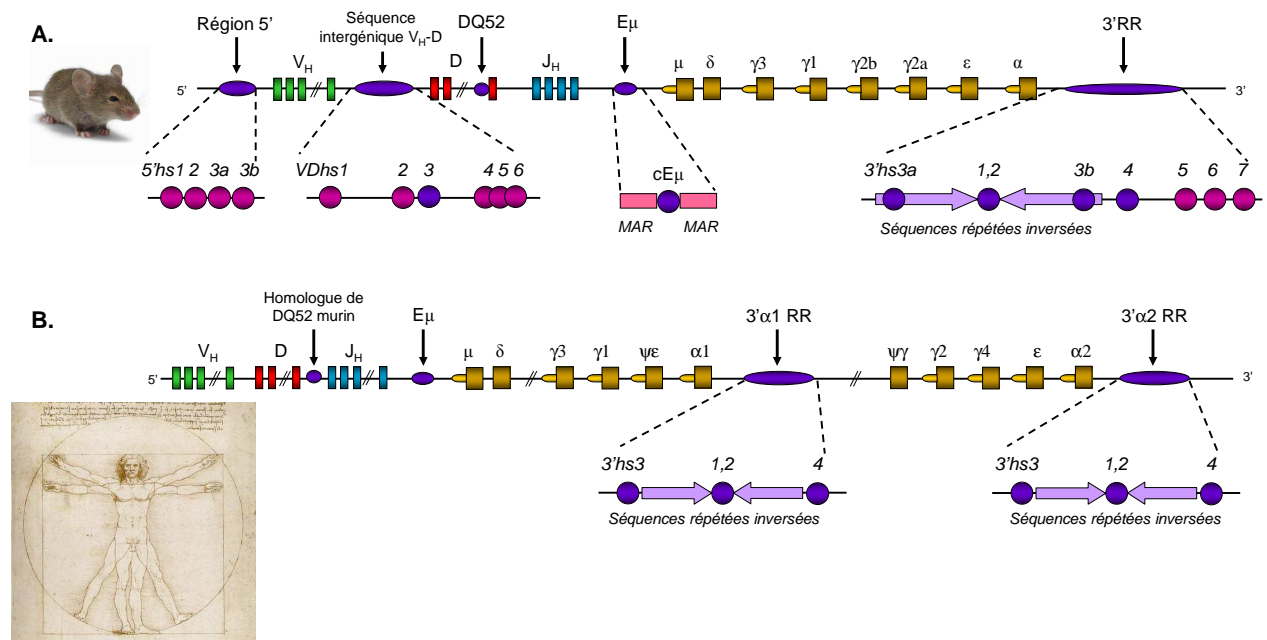 A.
Région 5’
Séquence
intergénique VH-D
DQ52
Eμ
3’RR
VH
D
JH
μ δ γ3 γ1 γ2b γ2a ε α
5’
3’
5’hs1 2 3a 3b
VDhs1 2 3 4 5 6
cEμ
MAR MAR
3’hs3a 1,2 3b 4 5 6 7
Séquences répétées inversées
B.
Homologue de
DQ52 murin
Eμ
3’α1 RR
3’α2 RR
VH
D
JH
μ δ γ3 γ1 ψε α1
ψγ γ2 γ4 ε α2
5’
3’
3’hs3 1,2 4
Séquences répétées inversées
3’hs3 1,2 4
Séquences répétées inversées